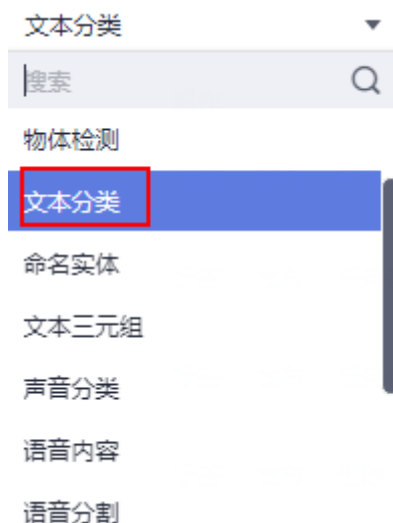 文本分类
搜索
物体检测
文本分类
命名实体
文本三元组
声音分类
语音内容
语音分割